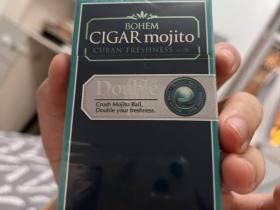 BOHEM
CIGAR mojito
CUBAN FRESHNESS
Double
Crush Mojito Ball,
Double your freshness.